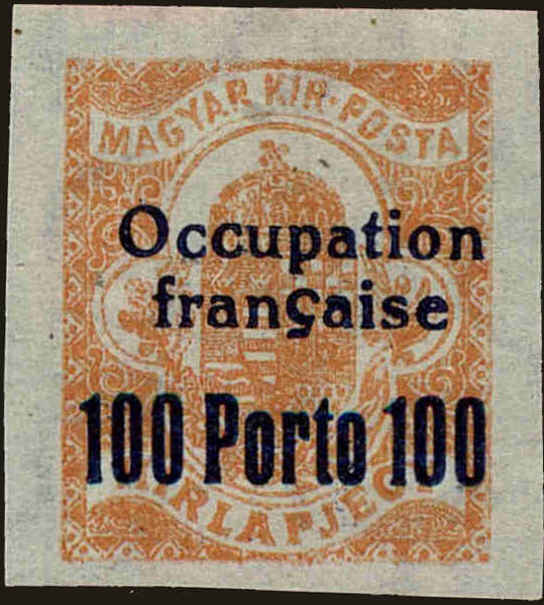 MAGYAR KIR·POSTA
Occupation
française
100 Porto 100